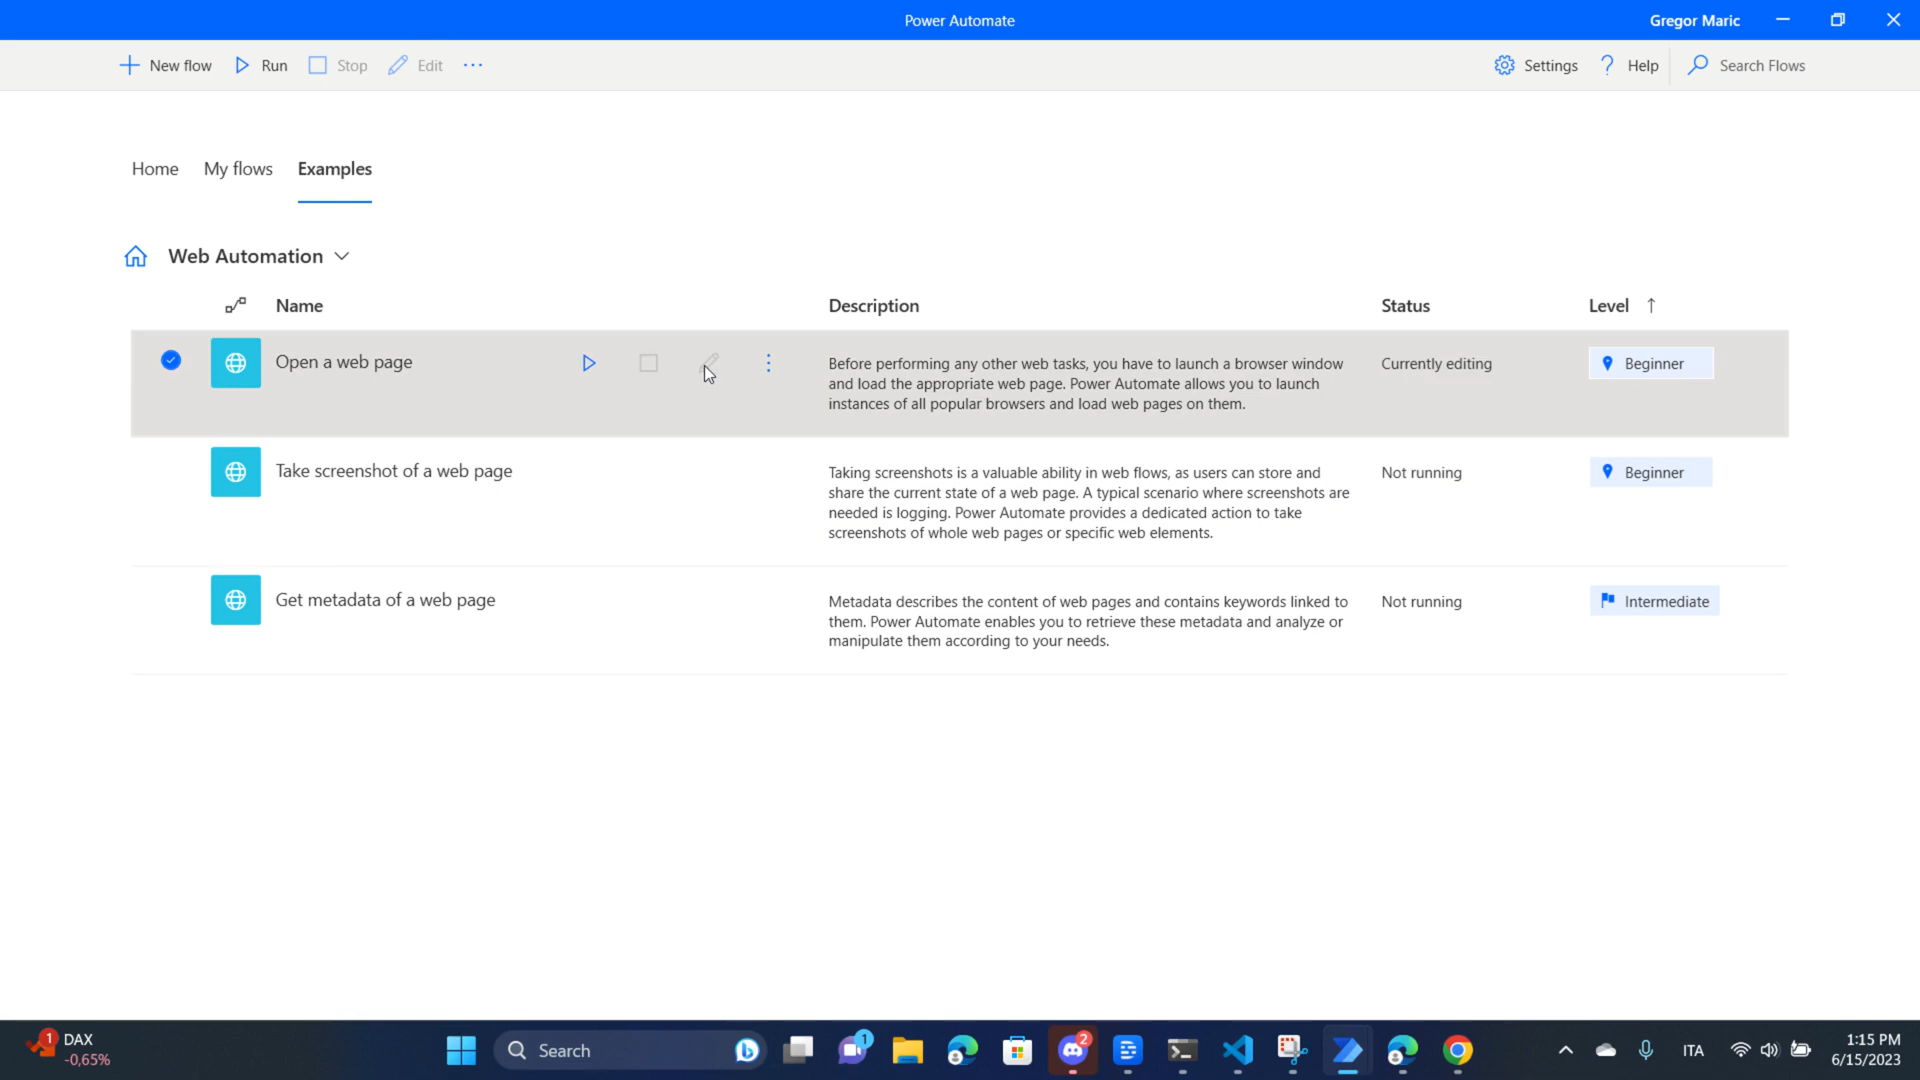 Power Automate
Gregor Maric
New flow
Run
Stop
Edit
Settings
? Help
Search Flows
Home
My flows
Examples
Web Automation
Name
Description
Status
Level ↑
Open a web page
Before performing any other web tasks, you have to launch a browser window
and load the appropriate web page. Power Automate allows you to launch
instances of all popular browsers and load web pages on them.
Currently editing
Beginner
Take screenshot of a web page
Taking screenshots is a valuable ability in web flows, as users can store and
share the current state of a web page. A typical scenario where screenshots are
needed is logging. Power Automate provides a dedicated action to take
screenshots of whole web pages or specific web elements.
Not running
Beginner
Get metadata of a web page
Metadata describes the content of web pages and contains keywords linked to
them. Power Automate enables you to retrieve these metadata and analyze or
manipulate them according to your needs.
Not running
Intermediate
1
DAX
-0,65%
Search
1
2
ITA
1:15 PM
6/15/2023